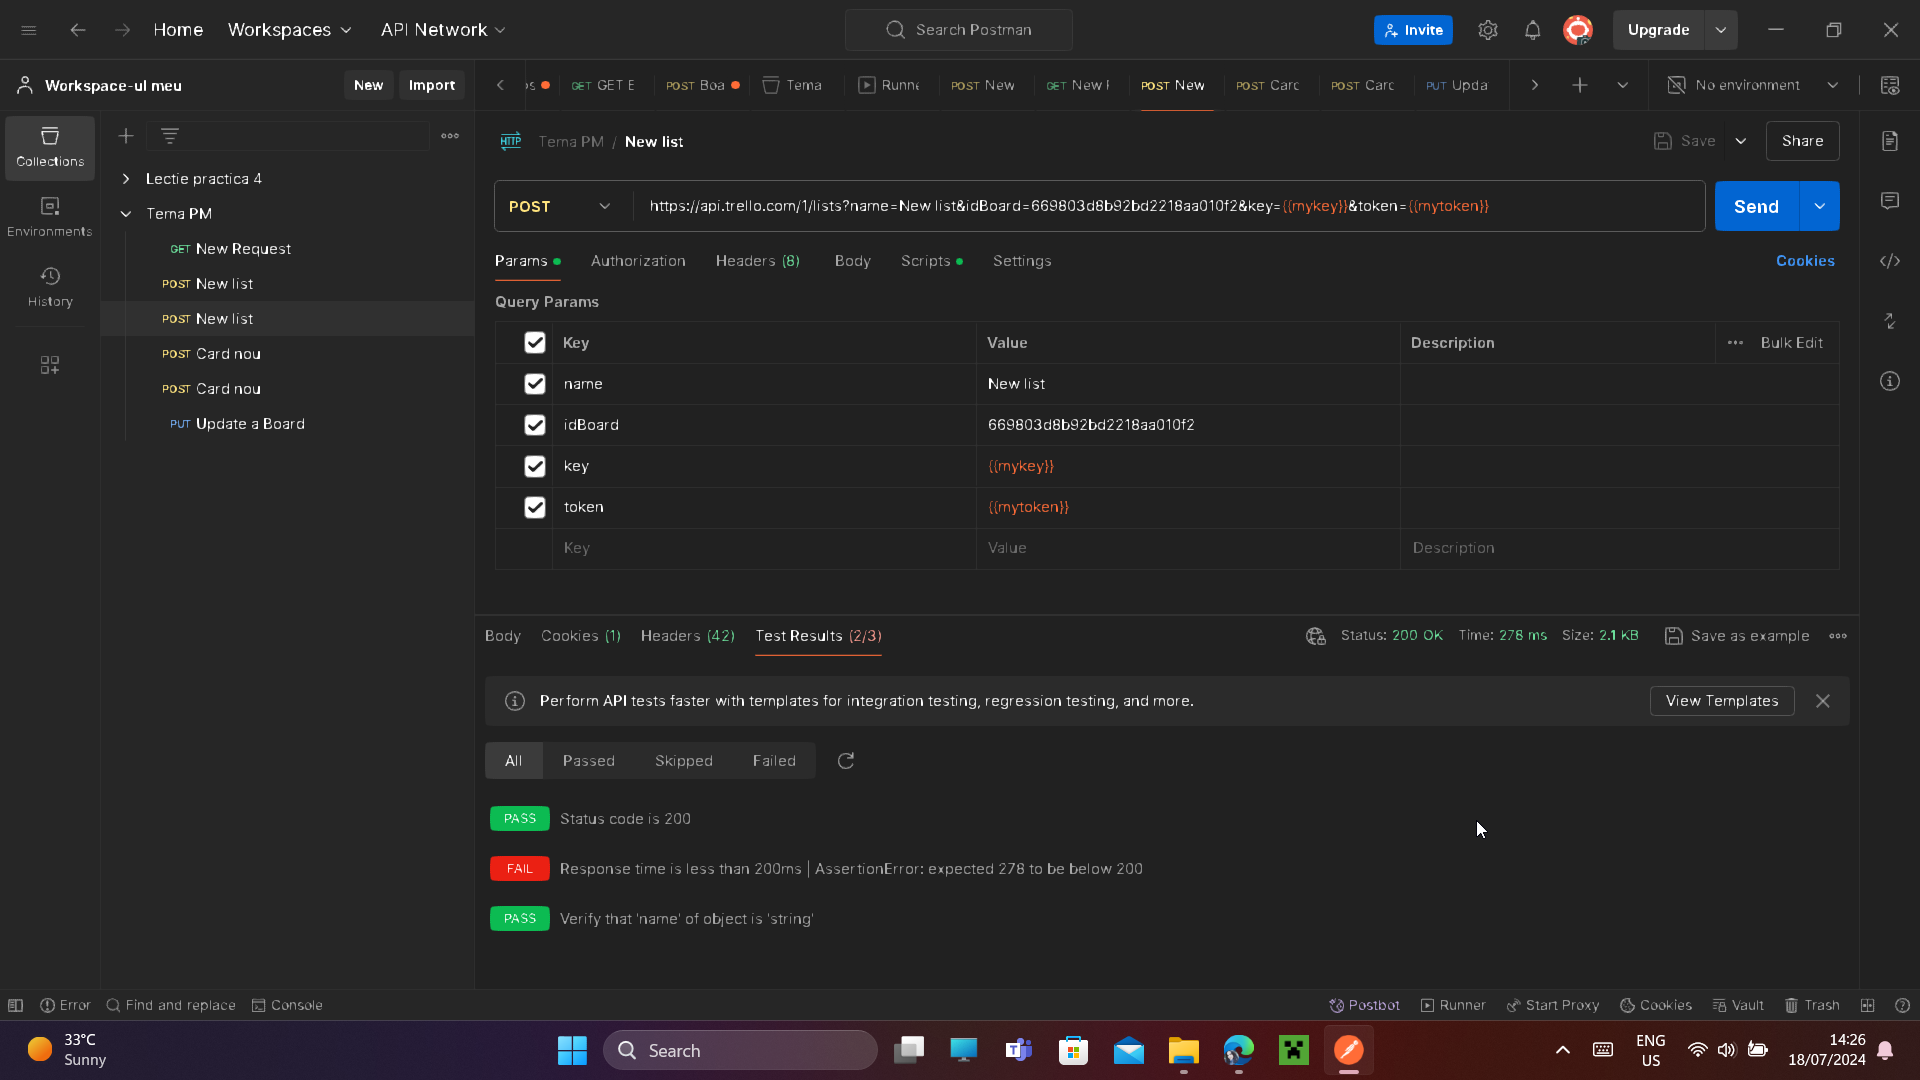 Home Workspaces API Network Search Postman Invite Upgrade
Workspace-ul meu New Import
GET GET E POST Boa Tema Runne POST New GET New POST New POST Card POST Card PUT Upda No environment
Collections
Environments
History
Lectie practica 4
Tema PM
GET New Request
POST New list
POST New list
POST Card nou
POST Card nou
PUT Update a Board
HTTP Tema PM / New list Save Share
POST https://api.trello.com/1/lists?name=New list&idBoard=669803d8b92bd2218aa010f2&key={{mykey}}&token={{mytoken}} Send
Params Authorization Headers (8) Body Scripts Settings Cookies
Query Params
Key Value Description Bulk Edit
name New list
idBoard 669803d8b92bd2218aa010f2
key {{mykey}}
token {{mytoken}}
Key Value Description
Body Cookies (1) Headers (42) Test Results (2/3) Status: 200 OK Time: 278 ms Size: 2.1 KB Save as example
Perform API tests faster with templates for integration testing, regression testing, and more. View Templates
All Passed Skipped Failed
PASS Status code is 200
FAIL Response time is less than 200ms | AssertionError: expected 278 to be below 200
PASS Verify that 'name' of object is 'string'
Error Find and replace Console Postbot Runner Start Proxy Cookies Vault Trash
33°C
Sunny
Search
ENG
US
14:26
18/07/2024